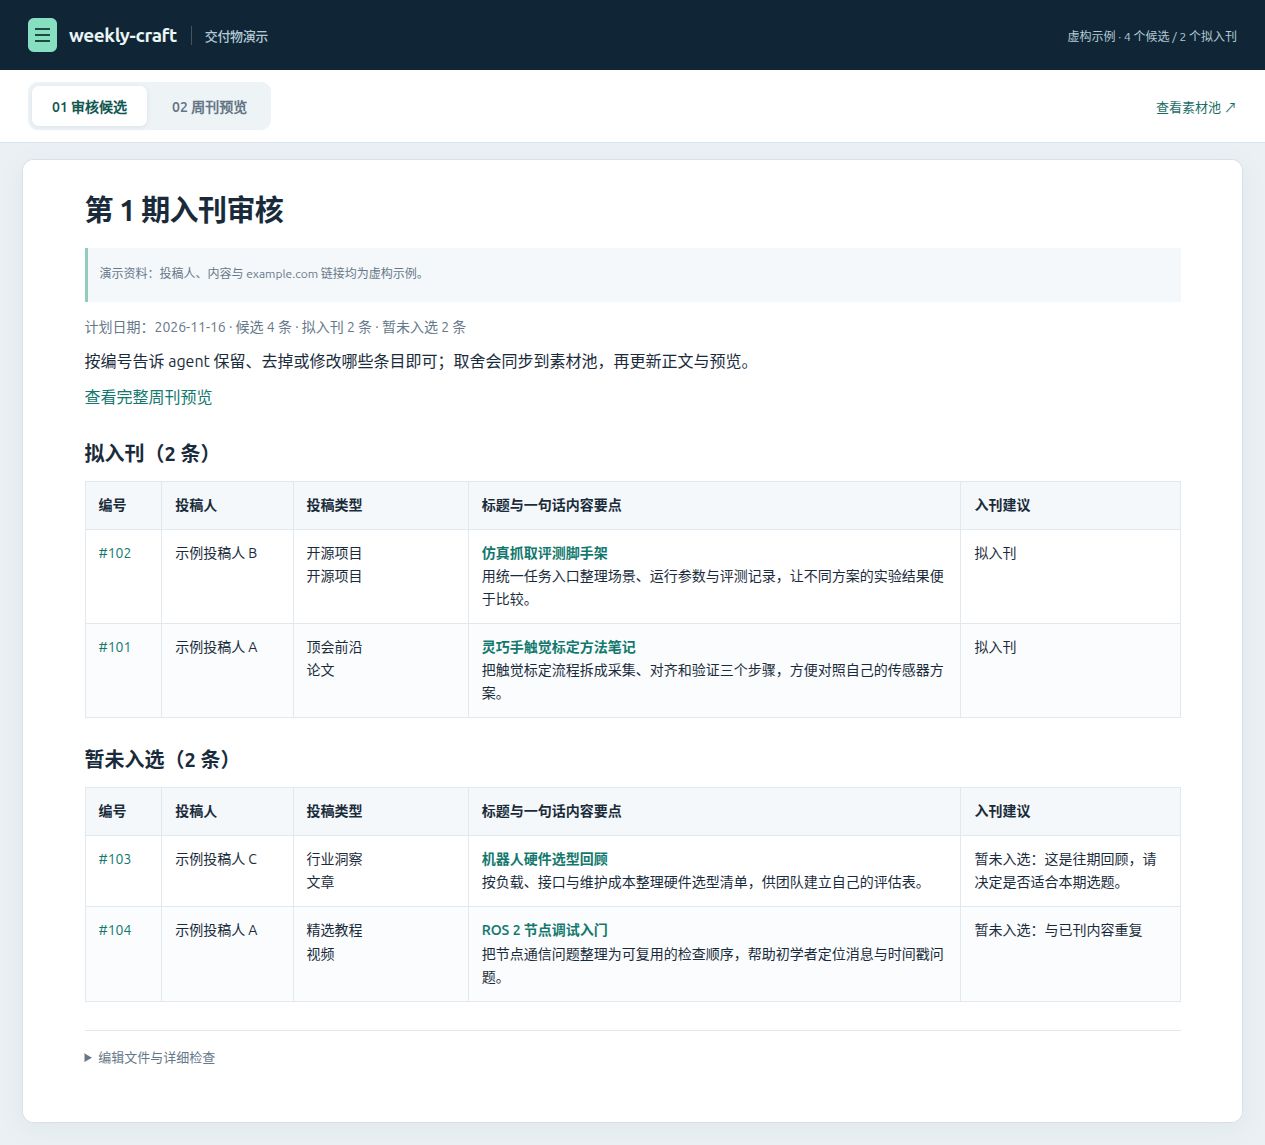 weekly-craft
交付物演示
虚构示例 · 4 个候选 / 2 个拟入刊
01 审核候选
02 周刊预览
查看素材池 ↗
第 1 期入刊审核
演示资料：投稿人、内容与 example.com 链接均为虚构示例。
计划日期：2026-11-16 · 候选 4 条 · 拟入刊 2 条 · 暂未入选 2 条
按编号告诉 agent 保留、去掉或修改哪些条目即可；取舍会同步到素材池，再更新正文与预览。
查看完整周刊预览
拟入刊（2 条）
编号
投稿人
投稿类型
标题与一句话内容要点
入刊建议
#102
示例投稿人 B
开源项目
开源项目
仿真抓取评测脚手架
用统一任务入口整理场景、运行参数与评测记录，让不同方案的实验结果便
于比较。
拟入刊
#101
示例投稿人 A
顶会前沿
论文
灵巧手触觉标定方法笔记
把触觉标定流程拆成采集、对齐和验证三个步骤，方便对照自己的传感器方
案。
拟入刊
暂未入选（2 条）
编号
投稿人
投稿类型
标题与一句话内容要点
入刊建议
#103
示例投稿人 C
行业洞察
文章
机器人硬件选型回顾
按负载、接口与维护成本整理硬件选型清单，供团队建立自己的评估表。
暂未入选：这是往期回顾，请
决定是否适合本期选题。
#104
示例投稿人 A
精选教程
视频
ROS 2 节点调试入门
把节点通信问题整理为可复用的检查顺序，帮助初学者定位消息与时间戳问
题。
暂未入选：与已刊内容重复
▶ 编辑文件与详细检查